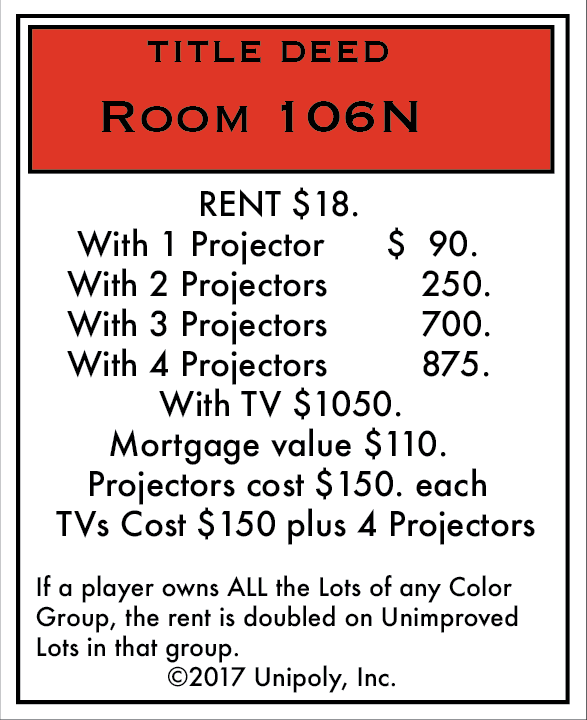 TITLE DEED
ROOM 106N
RENT $18.
With 1 Projector $ 90.
With 2 Projectors 250.
With 3 Projectors 700.
With 4 Projectors 875.
With TV $1050.
Mortgage value $110.
Projectors cost $150. each
TVs Cost $150 plus 4 Projectors
If a player owns ALL the Lots of any Color
Group, the rent is doubled on Unimproved
Lots in that group.
©2017 Unipoly, Inc.